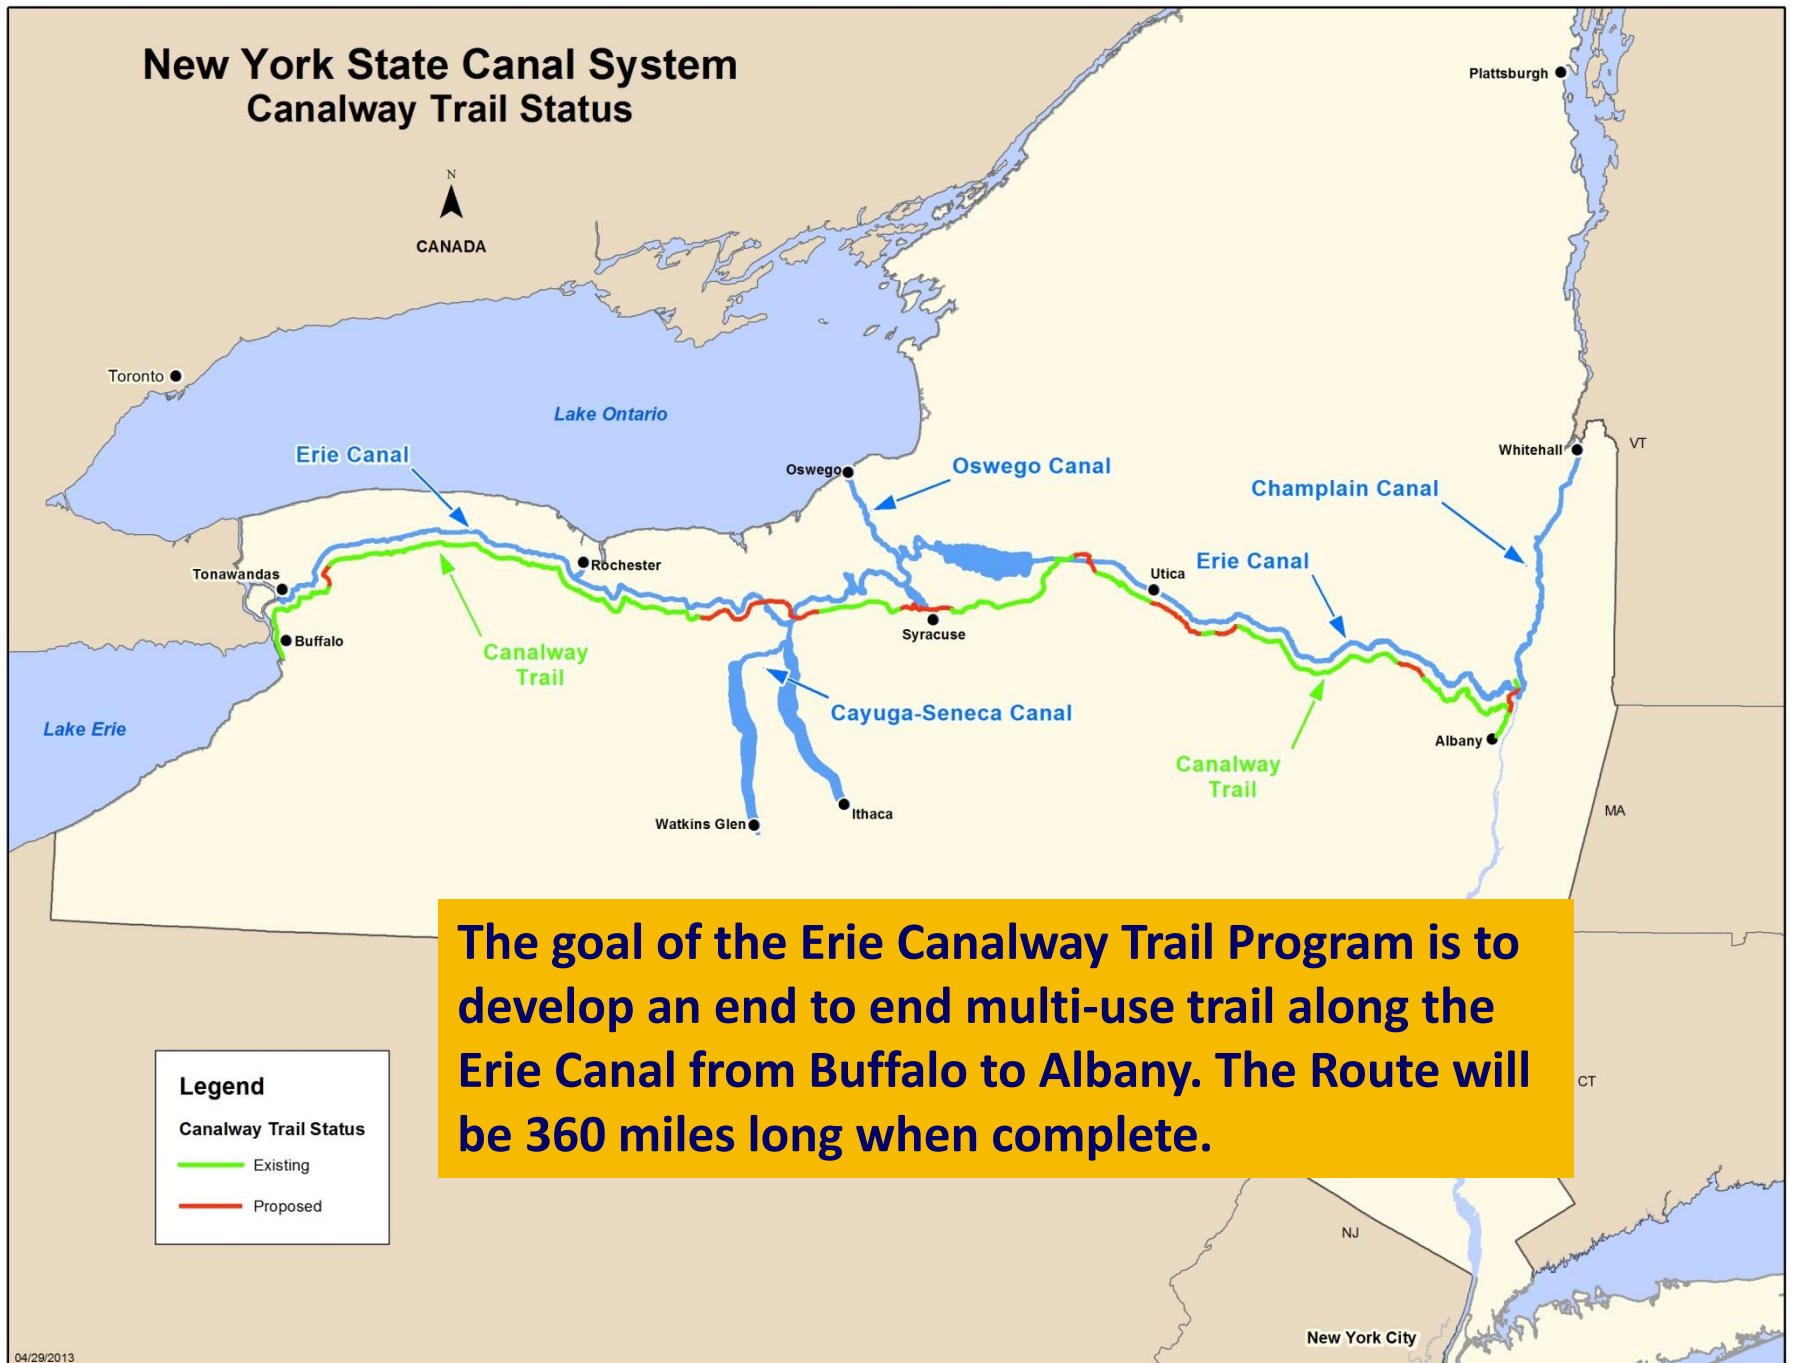 New York State Canal System
Canalway Trail Status
N
CANADA
Plattsburgh
Toronto
Lake Ontario
Erie Canal
Oswego
Oswego Canal
Whitehall
VT
Champlain Canal
Tonawandas
Rochester
Utica
Erie Canal
Buffalo
Syracuse
Canalway
Trail
Cayuga-Seneca Canal
Lake Erie
Albany
Canalway
Trail
Watkins Glen
Ithaca
MA
The goal of the Erie Canalway Trail Program is to
develop an end to end multi-use trail along the
Erie Canal from Buffalo to Albany. The Route will
be 360 miles long when complete.
CT
Legend
Canalway Trail Status
Existing
Proposed
NJ
New York City
04/29/2013